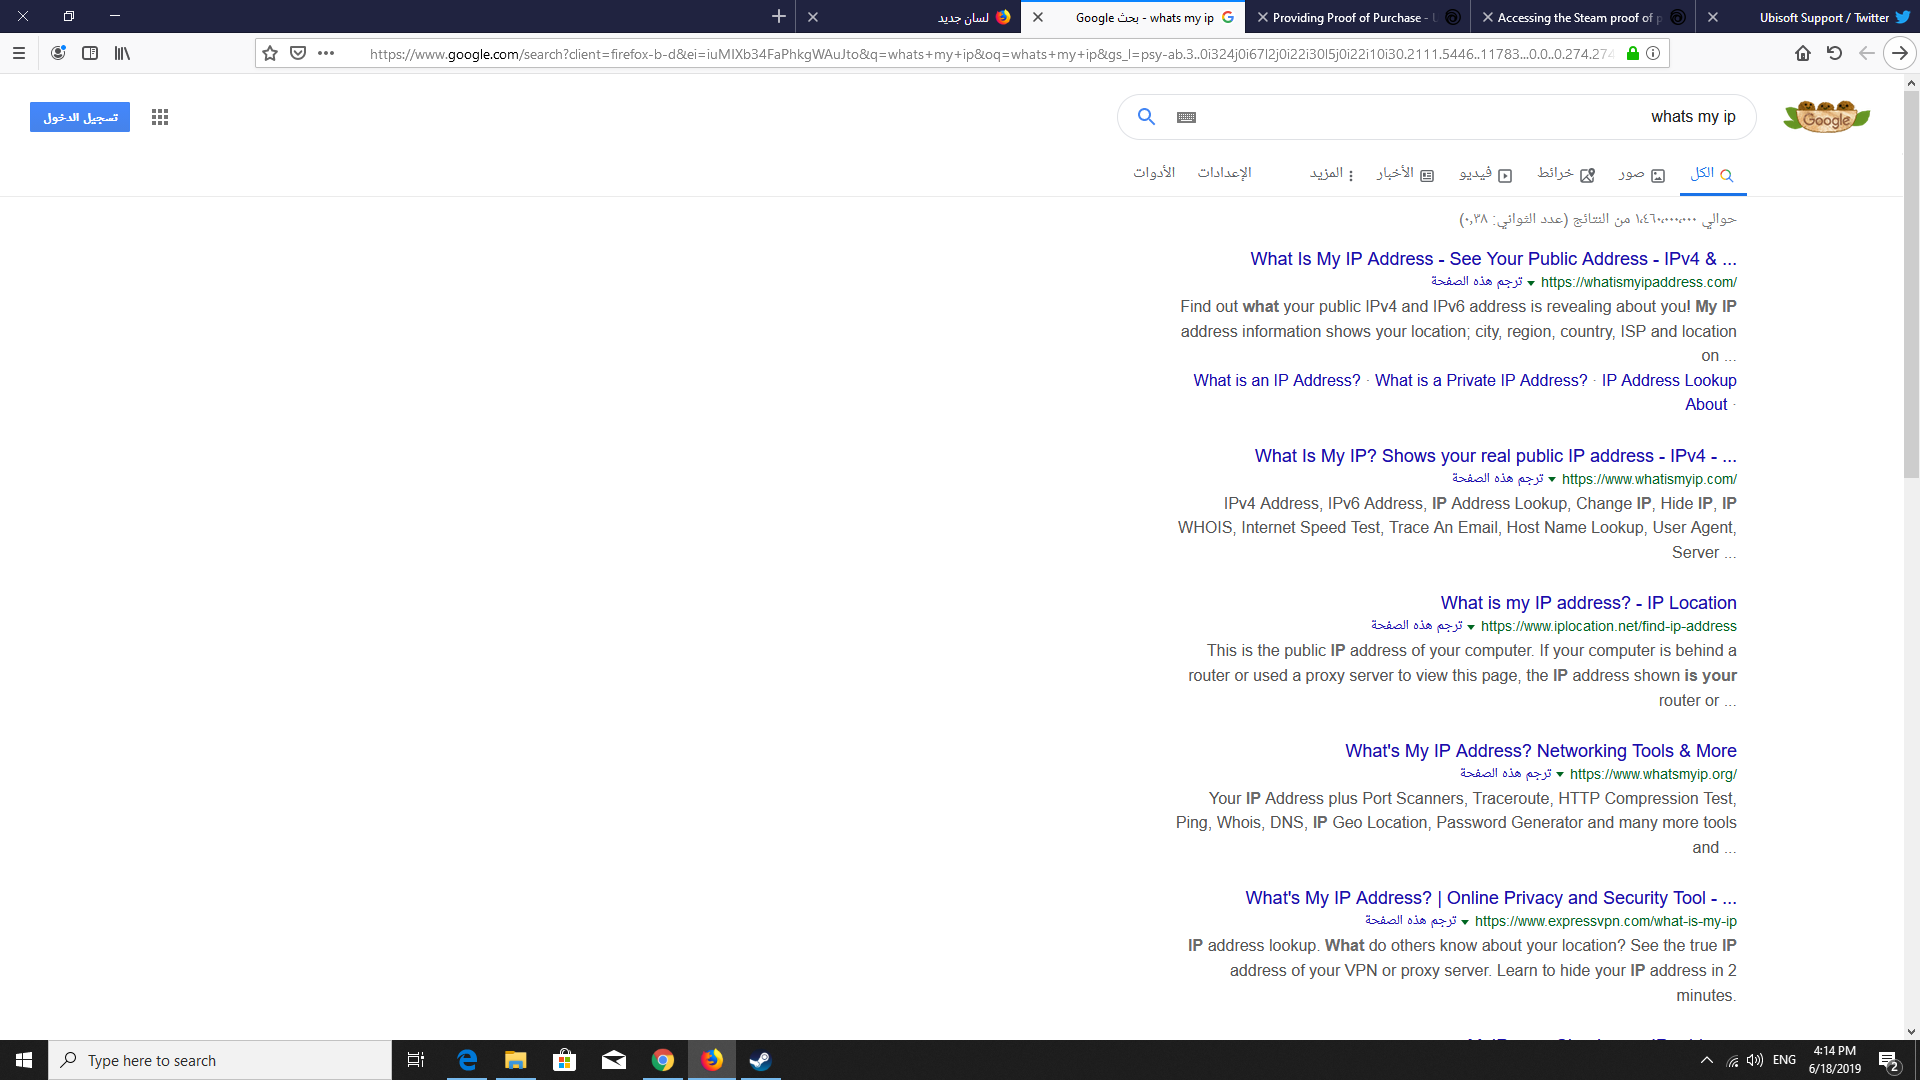 لسان جديد
whats my ip - بحث Google
Providing Proof of Purchase -
Accessing the Steam proof of
Ubisoft Support / Twitter
https://www.google.com/search?client=firefox-b-d&ei=iuMIXb34FaPhkgWAuJto&q=whats+my+ip&oq=whats+my+ip&gs_l=psy-ab.3..0i324j0i67l2j0i22i30l5j0i22i10i30.2111.5446..11783...0.0..0.274.274
تسجيل الدخول
whats my ip
Google
الكل
صور
خرائط
فيديو
الأخبار
المزيد
الإعدادات
الأدوات
حوالي ١،٤٦٠،٠٠٠،٠٠٠ من النتائج (عدد الثواني: ٠,٣٨)
What Is My IP Address - See Your Public Address - IPv4 & ...
https://whatismyipaddress.com/ ترجم هذه الصفحة
Find out what your public IPv4 and IPv6 address is revealing about you! My IP
address information shows your location; city, region, country, ISP and location
on ...
What is an IP Address? · What is a Private IP Address? · IP Address Lookup
About ·
What Is My IP? Shows your real public IP address - IPv4 - ...
https://www.whatismyip.com/ ترجم هذه الصفحة
IPv4 Address, IPv6 Address, IP Address Lookup, Change IP, Hide IP, IP
WHOIS, Internet Speed Test, Trace An Email, Host Name Lookup, User Agent,
Server ...
What is my IP address? - IP Location
https://www.iplocation.net/find-ip-address ترجم هذه الصفحة
This is the public IP address of your computer. If your computer is behind a
router or used a proxy server to view this page, the IP address shown is your
router or ...
What's My IP Address? Networking Tools & More
https://www.whatsmyip.org/ ترجم هذه الصفحة
Your IP Address plus Port Scanners, Traceroute, HTTP Compression Test,
Ping, Whois, DNS, IP Geo Location, Password Generator and many more tools
and ...
What's My IP Address? | Online Privacy and Security Tool - ...
https://www.expressvpn.com/what-is-my-ip ترجم هذه الصفحة
IP address lookup. What do others know about your location? See the true IP
address of your VPN or proxy server. Learn to hide your IP address in 2
minutes.
Type here to search
ENG
4:14 PM
6/18/2019
2